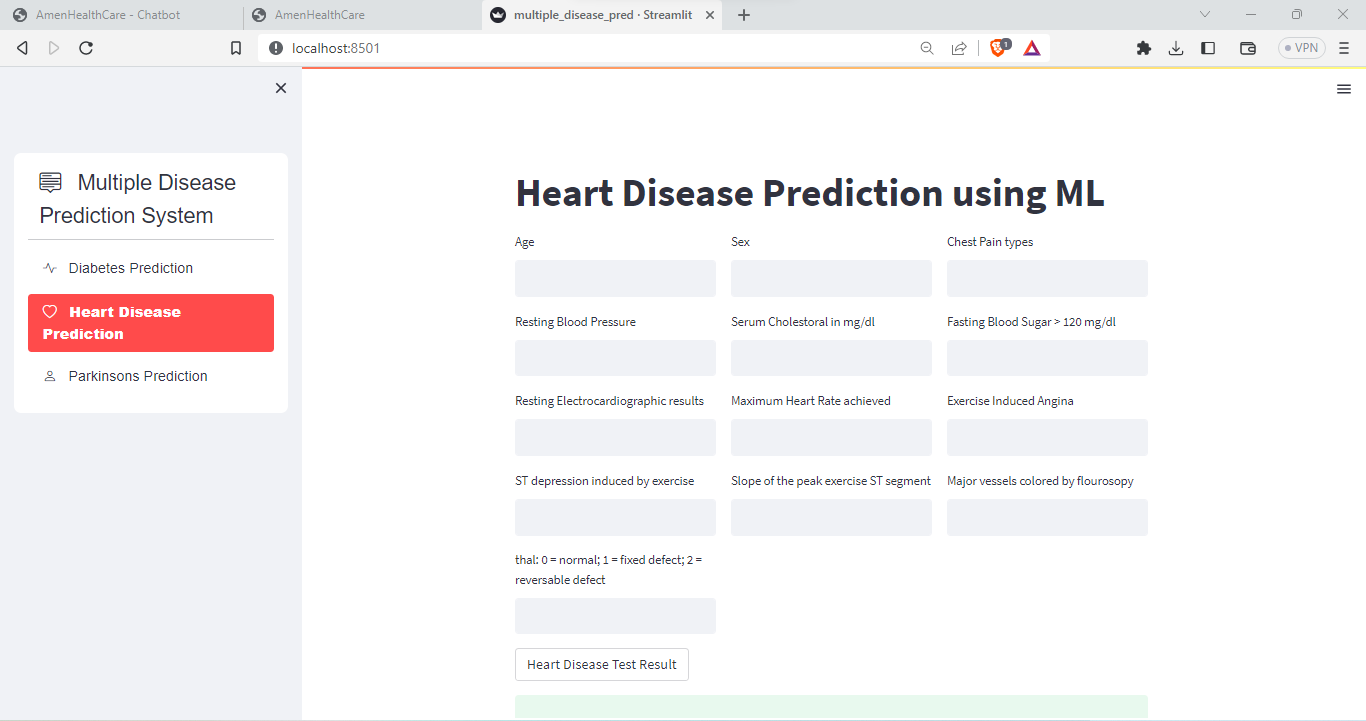 AmenHealthCare - Chatbot
AmenHealthCare
multiple_disease_pred · Streamlit
localhost:8501
1
VPN
Multiple Disease
Prediction System
Diabetes Prediction
Heart Disease
Prediction
Parkinsons Prediction
Heart Disease Prediction using ML
Age
Sex
Chest Pain types
Resting Blood Pressure
Serum Cholestoral in mg/dl
Fasting Blood Sugar > 120 mg/dl
Resting Electrocardiographic results
Maximum Heart Rate achieved
Exercise Induced Angina
ST depression induced by exercise
Slope of the peak exercise ST segment
Major vessels colored by flourosopy
thal: 0 = normal; 1 = fixed defect; 2 =
reversable defect
Heart Disease Test Result